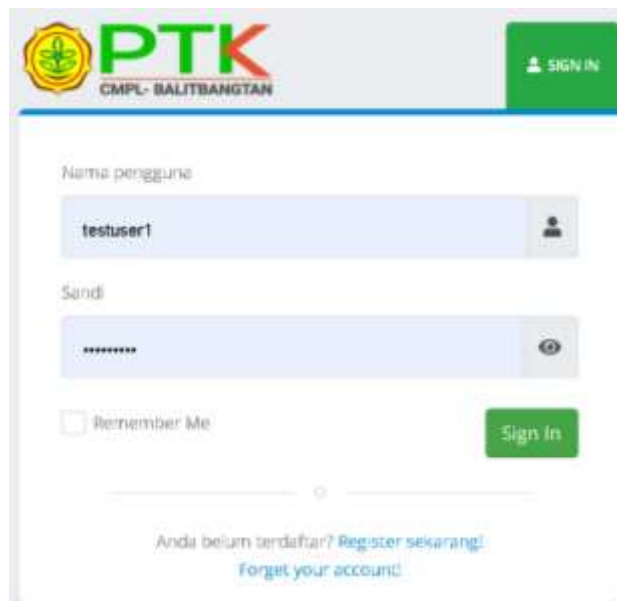 PTK
CMPL- BALITBANGTAN
SIGN IN
Nama pengguna
testuser1
Sandi
•••••••••
Remember Me
Sign In
Anda belum terdaftar? Register sekarang!
Forget your account!